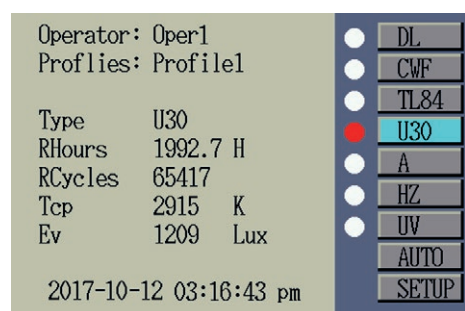 Operator: Oper1
Proflies: Profile1
Type U30
RHours 1992.7 H
RCycles 65417
Tcp 2915 K
Ev 1209 Lux
2017-10-12 03:16:43 pm
DL
CWF
TL84
U30
A
HZ
UV
AUTO
SETUP